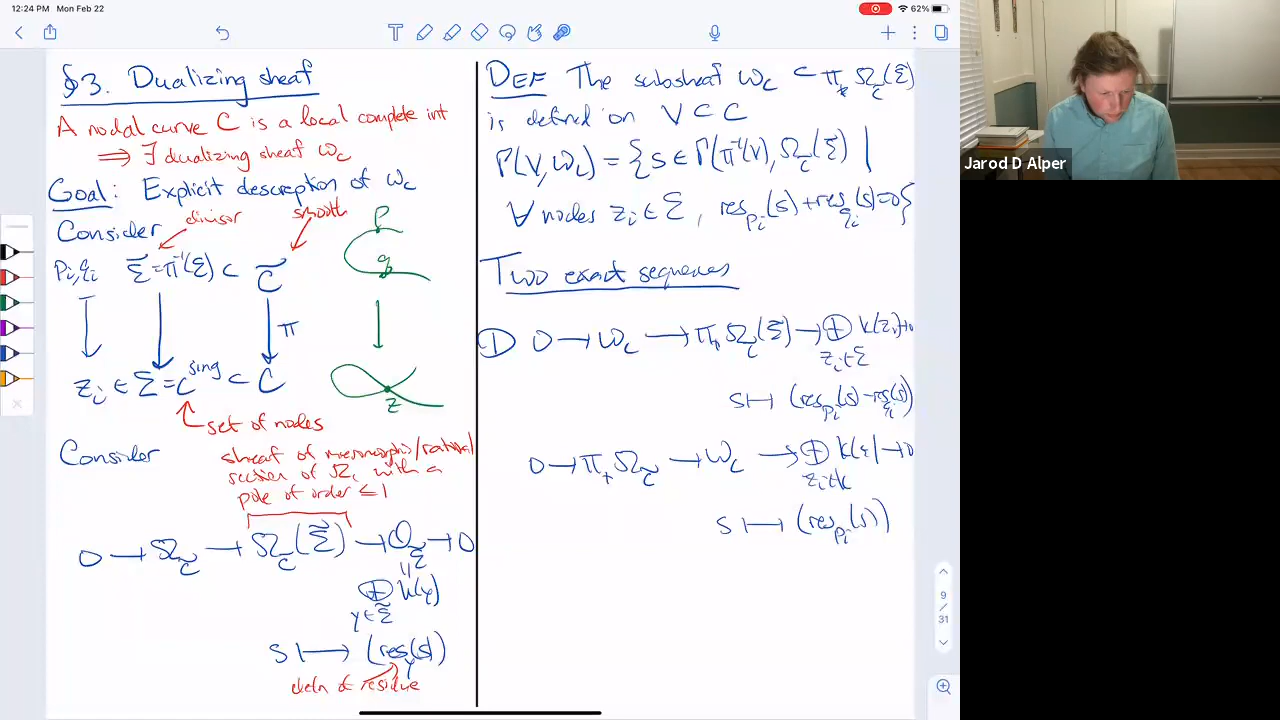 12:24 PM Mon Feb 22
62%
§3. Dualizing sheaf
A nodal curve C is a local complete int
⟹ ∃ dualizing sheaf ω_C
Goal: Explicit description of ω_C
Consider
divisor
smooth
p_i, q_i Σ̃ = π⁻¹(Σ) ⊂ C̃
π
z_i ∈ Σ = C^sing ⊂ C
set of nodes
p
q
z
Consider
sheaf of meromorphic/rational
section of Ω_C̃ with a
pole of order ≤ 1
0 → Ω_C̃ → Ω_C̃(Σ̃) → O_Σ̃ → 0
⊕ k(y)
y ∈ Σ̃
s ⟼ (res_y(s))
defn of residue
DEF The subsheaf ω_C ⊂ π_* Ω_C̃(Σ̃)
is defined on V ⊂ C
Γ(V, ω_C) = { s ∈ Γ(π⁻¹(V), Ω_C̃(Σ̃)) |
∀ nodes z_i ∈ Σ, res_{p_i}(s) + res_{q_i}(s) = 0}
Two exact sequences
① 0 → ω_C → π_* Ω_C̃(Σ̃) → ⊕ k(z_i) → 0
z_i ∈ Σ
s ⟼ (res_{p_i}(s) - res_{q_i}(s))
0 → π_* Ω_C̃ → ω_C → ⊕ k(z) → 0
s ⟼ (res_{p_i}(s))
Jarod D Alper
9
/
31